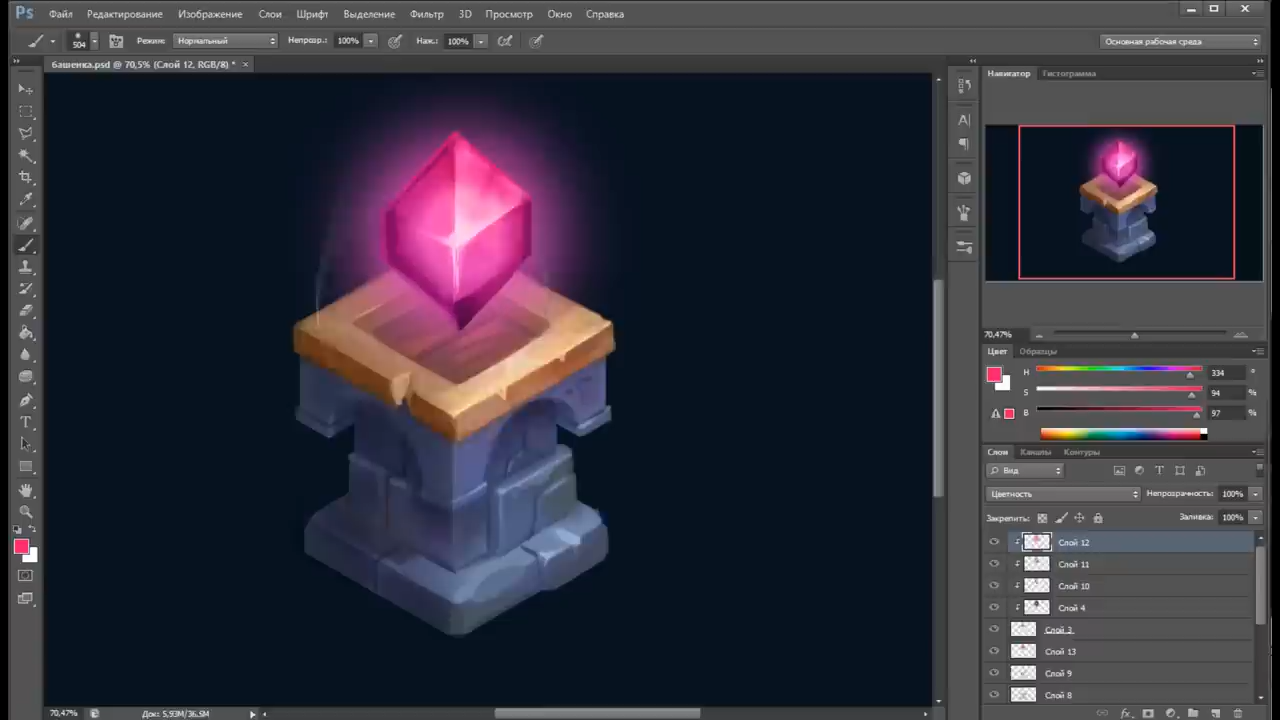 Ps Файл Редактирование Изображение Слои Шрифт Выделение Фильтр 3D Просмотр Окно Справка
504 Режим: Нормальный Непрозр.: 100% Наж.: 100% Основная рабочая среда
башенка.psd @ 70,5% (Слой 12, RGB/8) *
Навигатор Гистограмма
70,47%
Цвет Образцы
H 334 °
S 94 %
B 97 %
Слои Каналы Контуры
Вид
Цветность Непрозрачность: 100%
Закрепить: Заливка: 100%
Слой 12
Слой 11
Слой 10
Слой 4
Слой 3
Слой 13
Слой 9
Слой 8
70,47% Док: 5,93M/36,5M